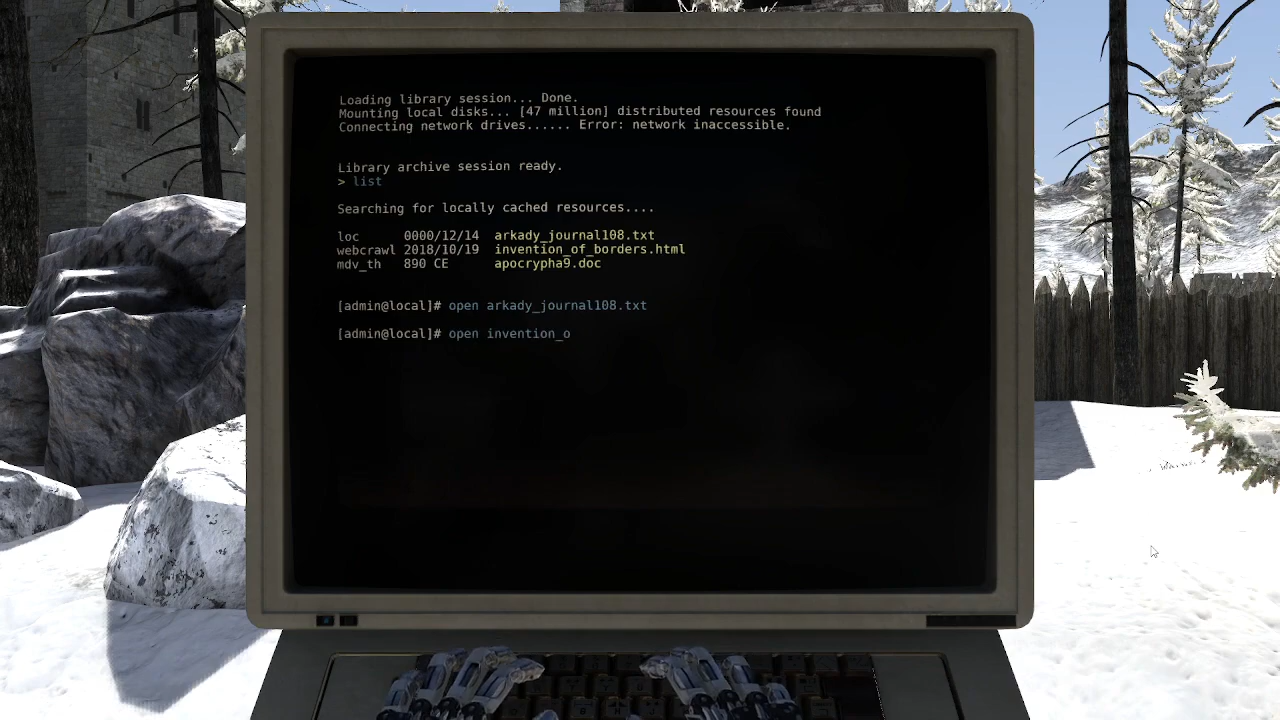 Loading library session... Done.
Mounting local disks... [47 million] distributed resources found
Connecting network drives...... Error: network inaccessible.
Library archive session ready.
> list
Searching for locally cached resources....
loc 0000/12/14 arkady_journal108.txt
webcrawl 2018/10/19 invention_of_borders.html
mdv_th 890 CE apocrypha9.doc
[admin@local]# open arkady_journal108.txt
[admin@local]# open invention_o